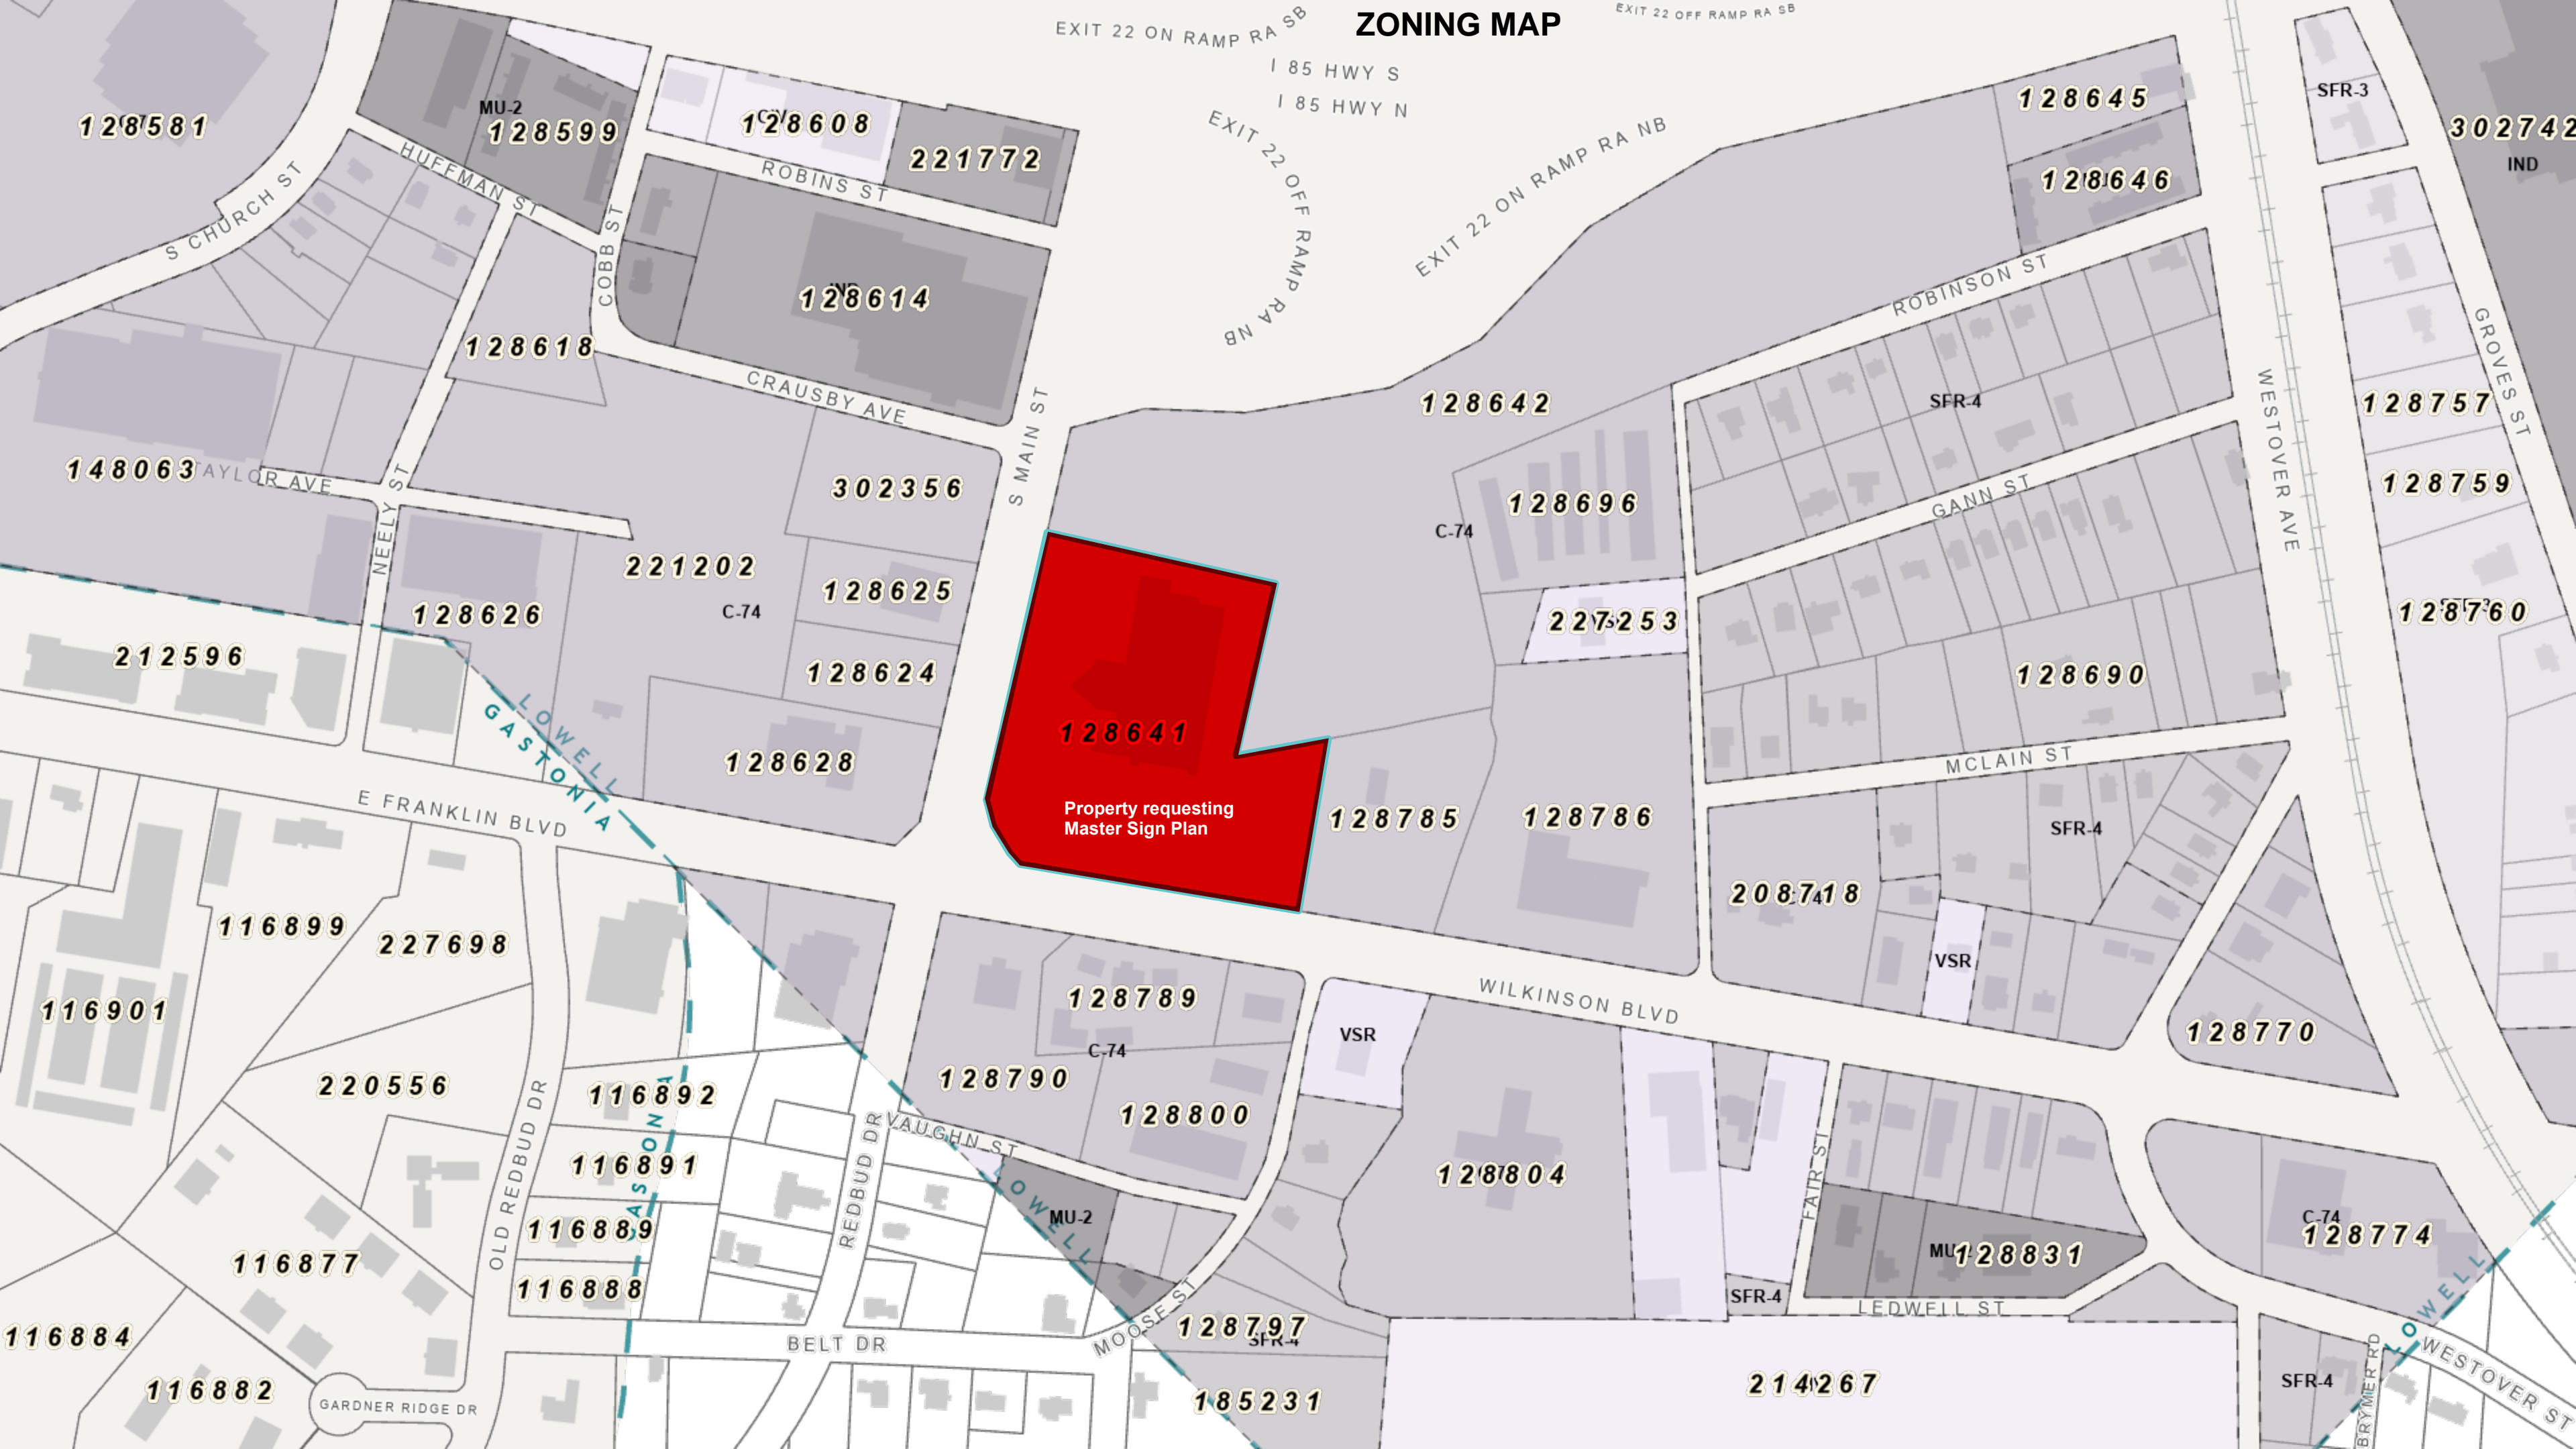 ZONING MAP
EXIT 22 ON RAMP RA SB
EXIT 22 OFF RAMP RA SB
I 85 HWY S
I 85 HWY N
EXIT 22 OFF RAMP RA NB
EXIT 22 ON RAMP RA NB
128581
MU-2
128599
128608
221772
128645
SFR-3
302742
IND
128646
HUFFMAN ST
ROBINS ST
S CHURCH ST
COBB ST
128614
ROBINSON ST
128618
CRAUSBY AVE
S MAIN ST
128642
SFR-4
WESTOVER AVE
GROVES ST
128757
148063
TAYLOR AVE
302356
128696
GANN ST
128759
NEELY ST
C-74
221202
128625
128626
C-74
227253
128760
212596
128624
128690
LOWELL
GASTONIA
128641
128628
MCLAIN ST
E FRANKLIN BLVD
Property requesting
Master Sign Plan
128785
128786
SFR-4
208718
116899
227698
VSR
128789
WILKINSON BLVD
116901
VSR
128770
C-74
128790
220556
116892
GASTONIA
128800
OLD REDBUD DR
REDBUD DR
VAUGHN ST
116891
128804
FAIR ST
LOWELL
MU-2
116889
C-74
128774
128831
116877
116888
SFR-4
LEDWELL ST
MOOSE ST
128797
SFR-4
116884
BELT DR
LOWELL
WESTOVER ST
BRYMER RD
116882
214267
SFR-4
185231
GARDNER RIDGE DR